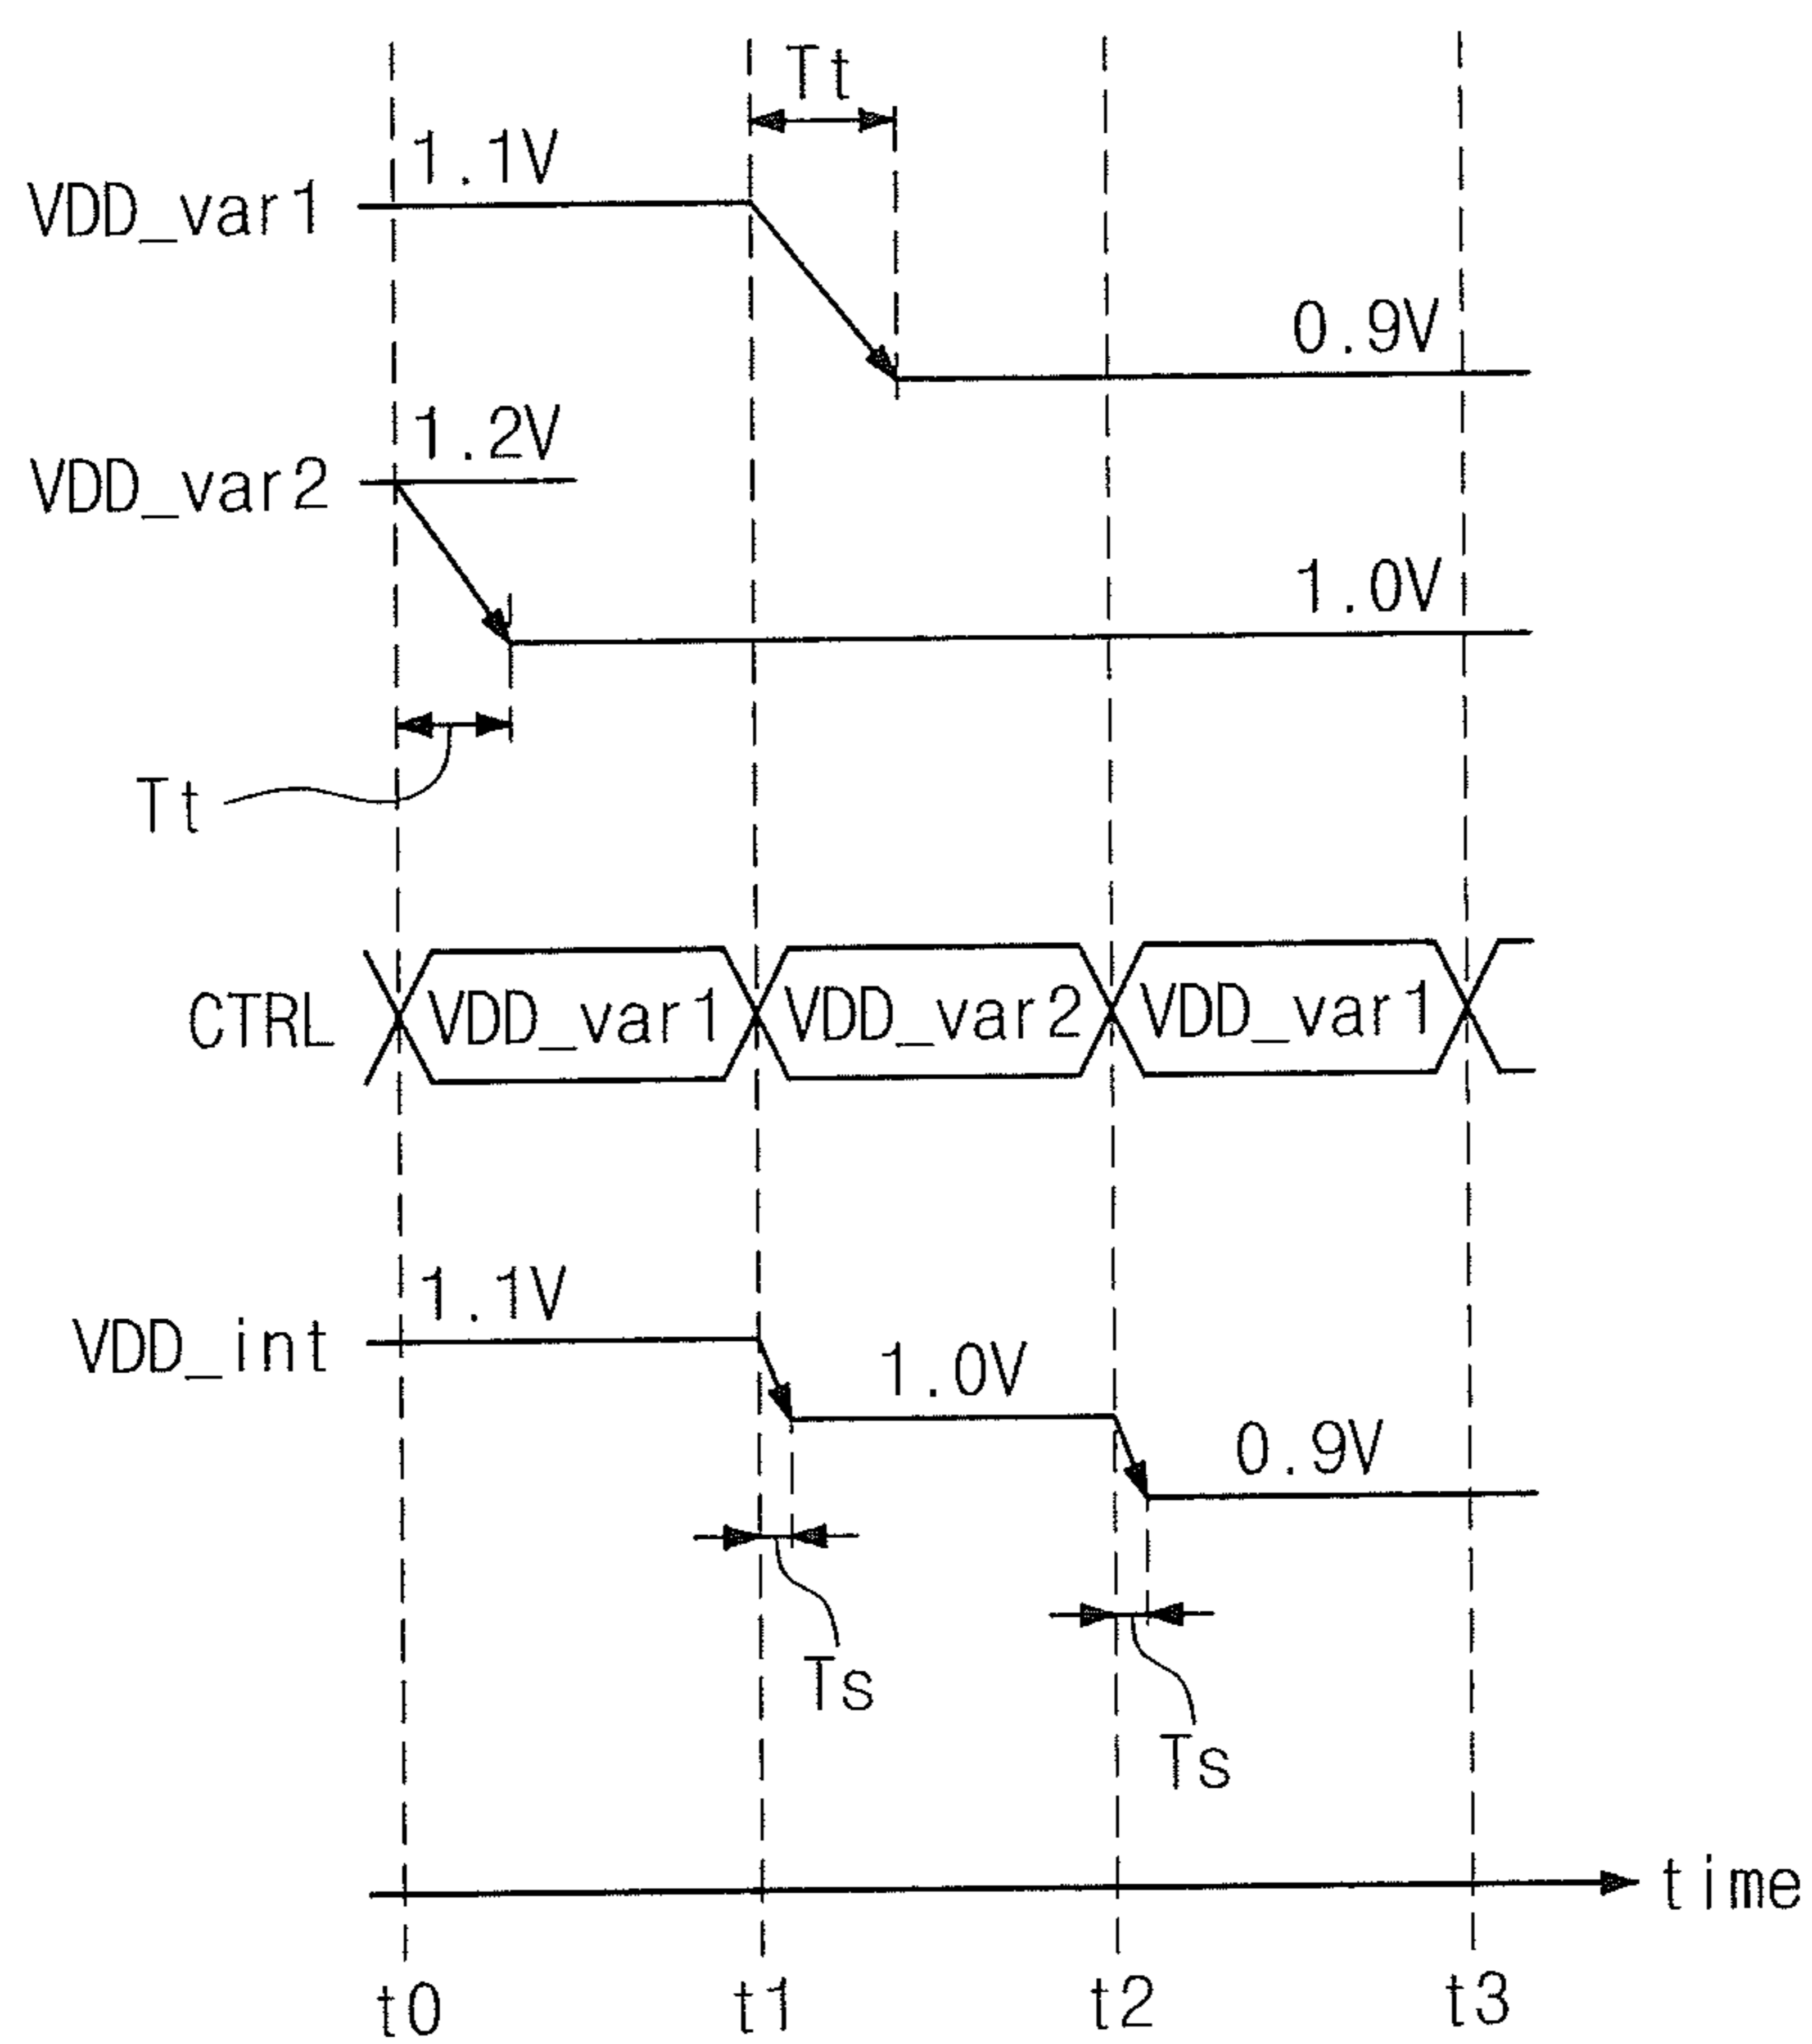 Tt
1.1V
VDD_var1
0.9V
1.2V
VDD_var2
1.0V
Tt
CTRL VDD_var1 VDD_var2 VDD_var1
1.1V
VDD_int
1.0V
0.9V
Ts
Ts
time
t0 t1 t2 t3